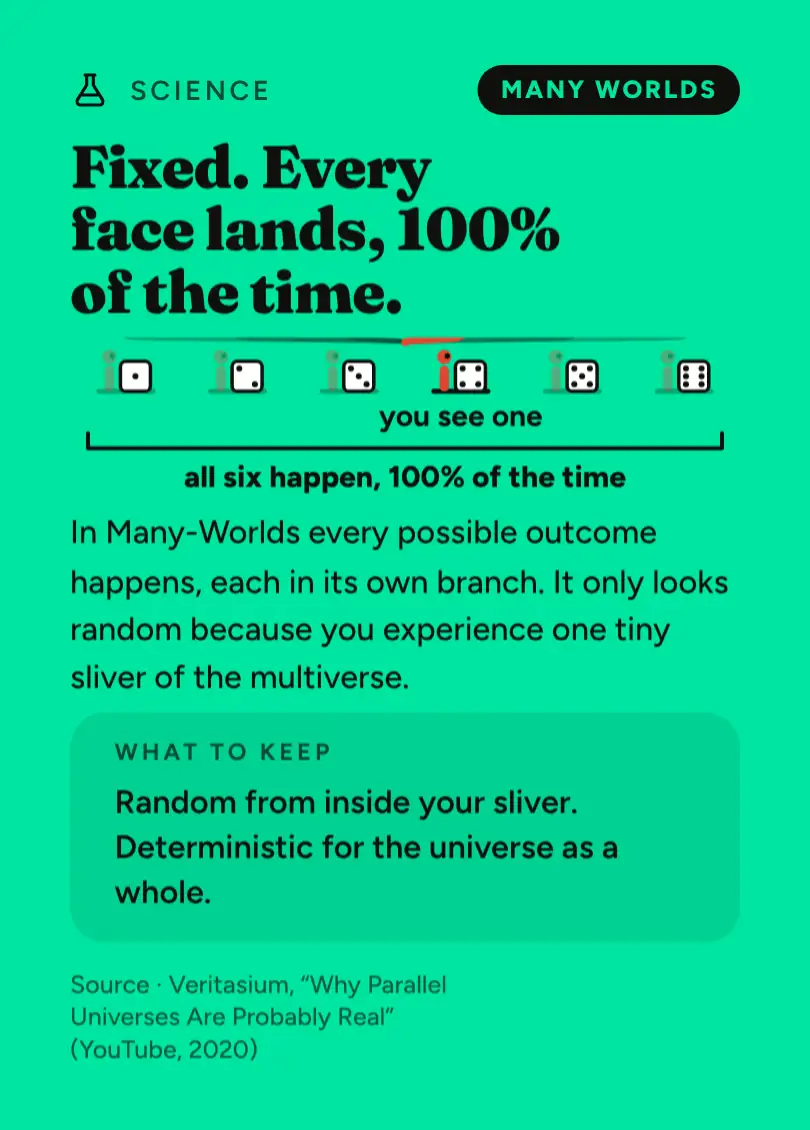 SCIENCE
MANY WORLDS
Fixed. Every
face lands, 100%
of the time.
you see one
all six happen, 100% of the time
In Many-Worlds every possible outcome
happens, each in its own branch. It only looks
random because you experience one tiny
sliver of the multiverse.
WHAT TO KEEP
Random from inside your sliver.
Deterministic for the universe as a
whole.
Source · Veritasium, “Why Parallel
Universes Are Probably Real”
(YouTube, 2020)